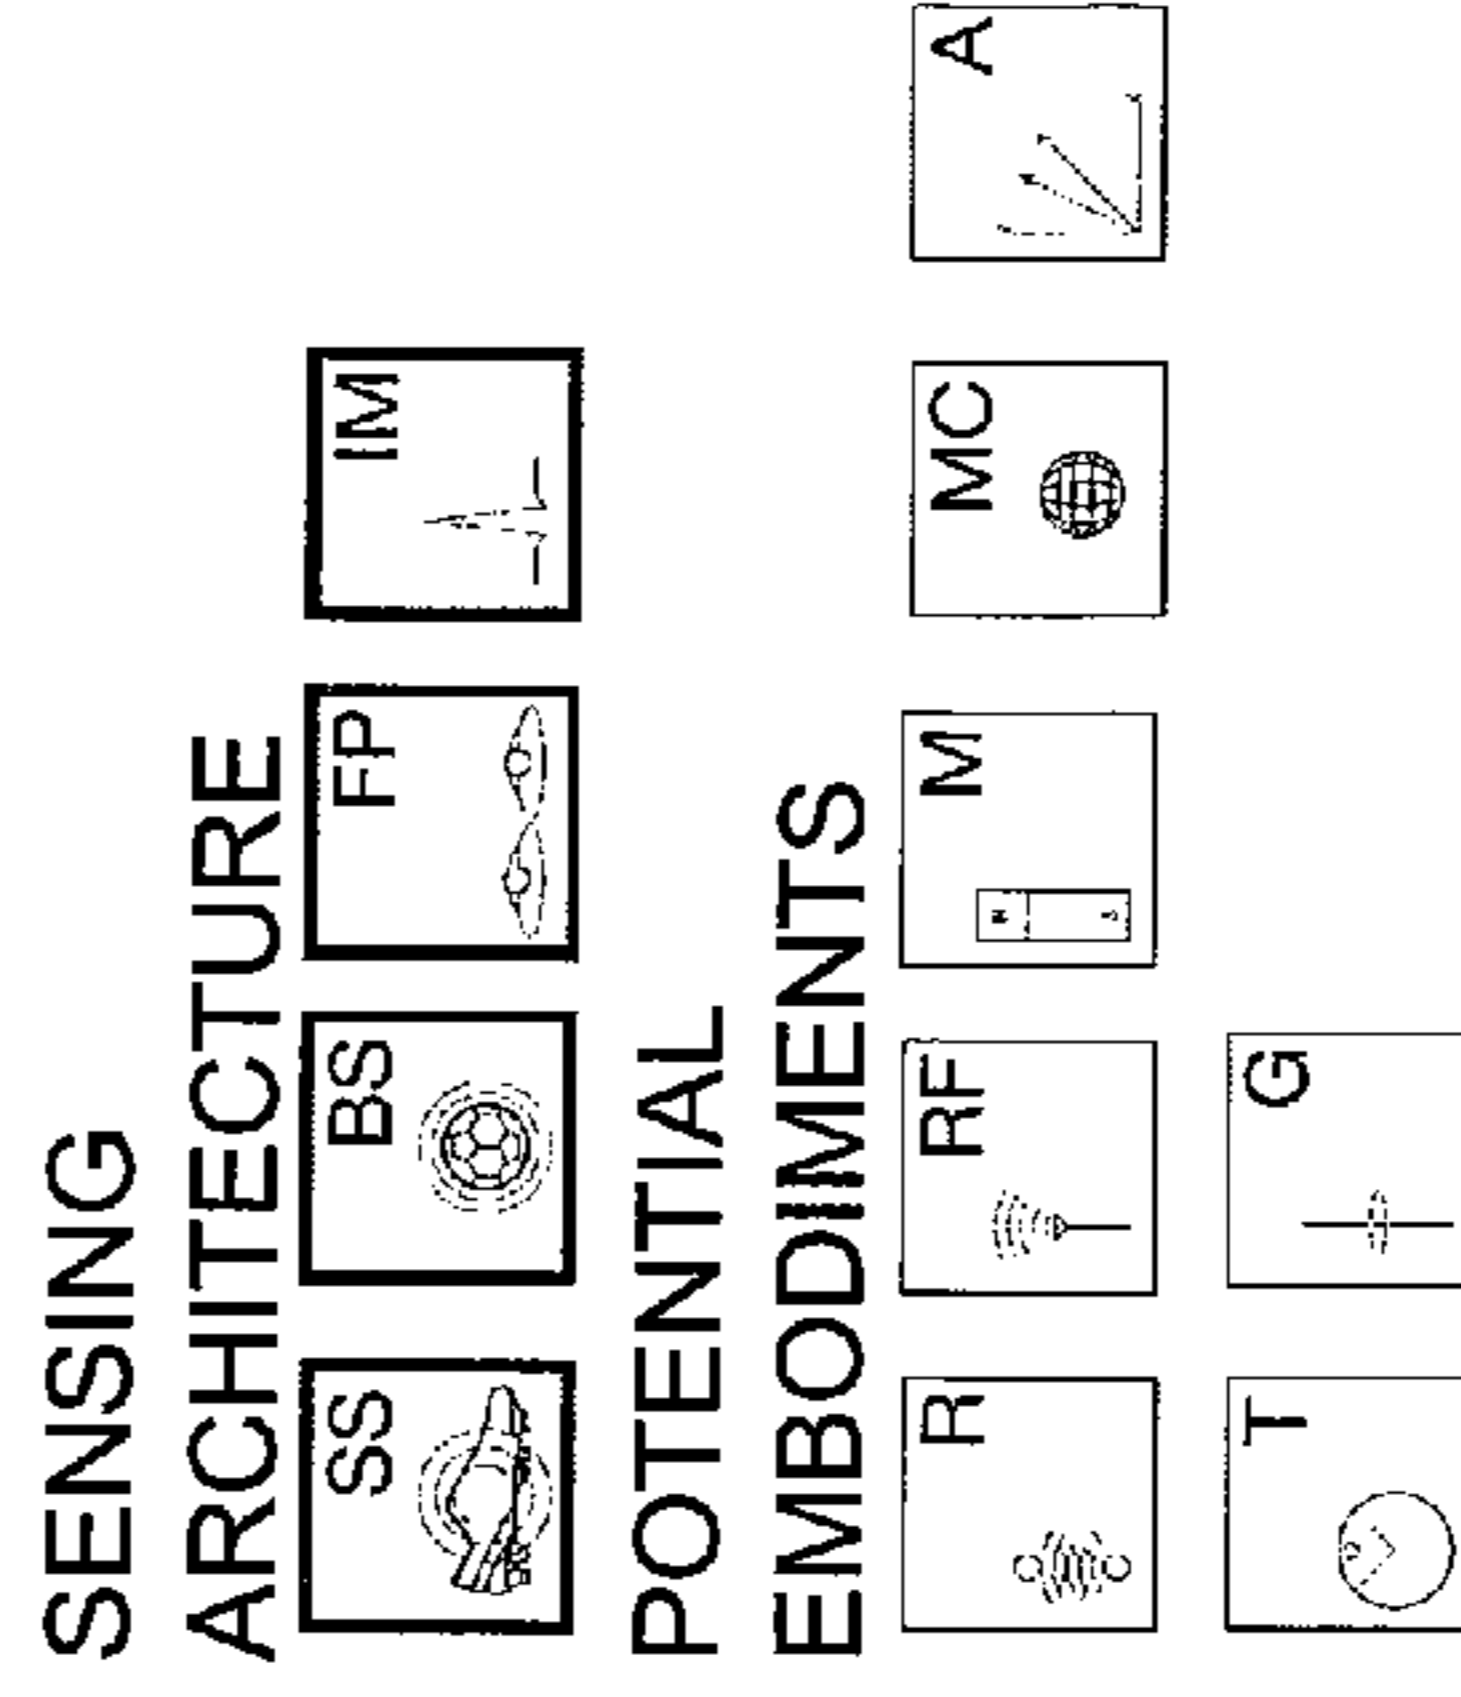 SENSING
ARCHITECTURE
SS BS FP IM
POTENTIAL
EMBODIMENTS
R RF M MC A
T G